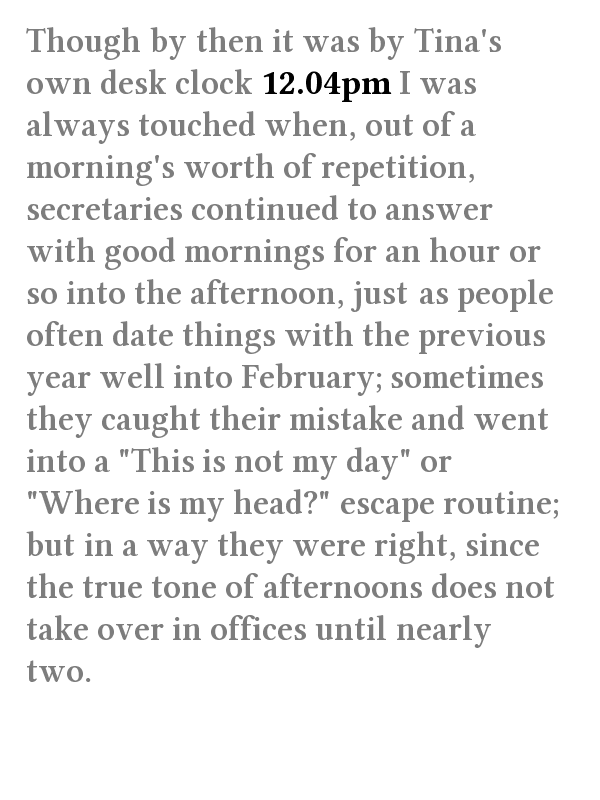 Though by then it was by Tina's
own desk clock 12.04pm I was
always touched when, out of a
morning's worth of repetition,
secretaries continued to answer
with good mornings for an hour or
so into the afternoon, just as people
often date things with the previous
year well into February; sometimes
they caught their mistake and went
into a "This is not my day" or
"Where is my head?" escape routine;
but in a way they were right, since
the true tone of afternoons does not
take over in offices until nearly
two.